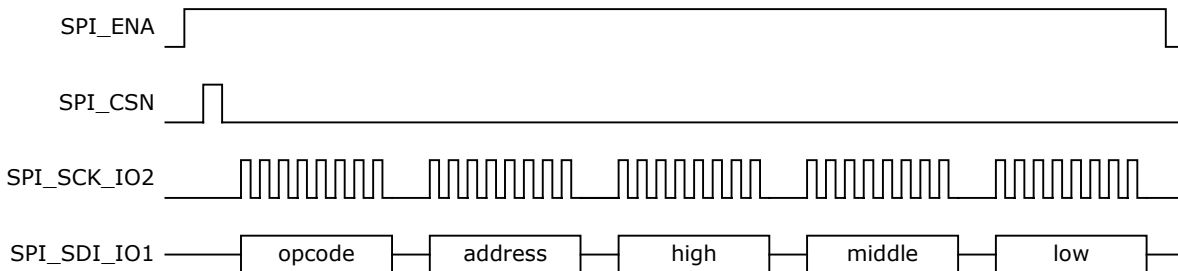 SPI_ENA
SPI_CSN
SPI_SCK_IO2
SPI_SDI_IO1 opcode address high middle low